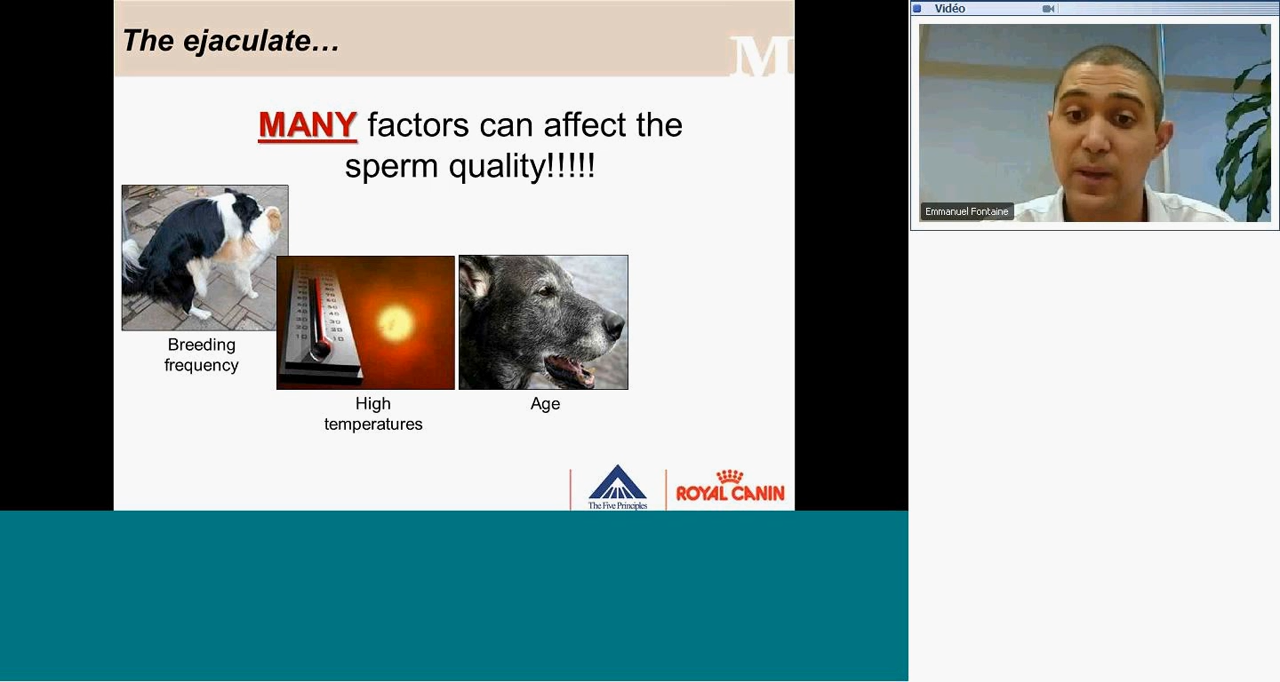 The ejaculate…
M
MANY factors can affect the
sperm quality!!!!!
Breeding
frequency
High
temperatures
Age
The Five Principles
ROYAL CANIN
Vidéo
Emmanuel Fontaine